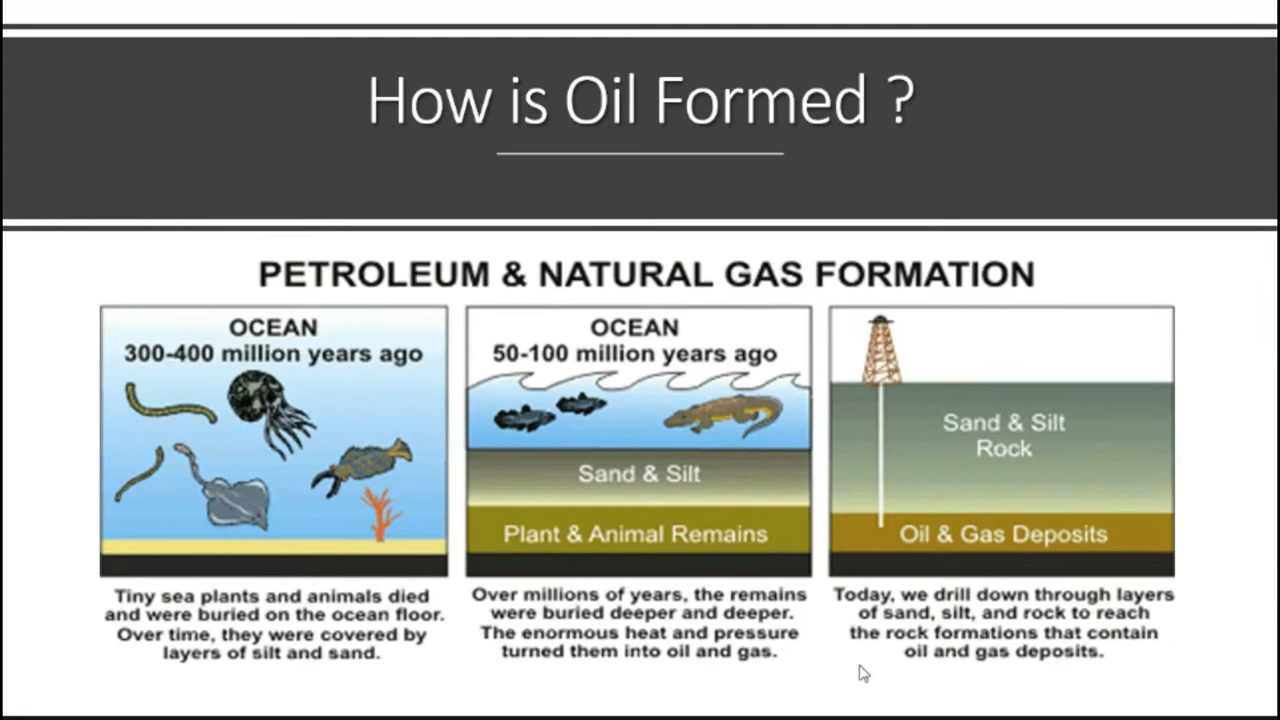 How is Oil Formed ?
PETROLEUM & NATURAL GAS FORMATION
OCEAN
300-400 million years ago
Tiny sea plants and animals died
and were buried on the ocean floor.
Over time, they were covered by
layers of silt and sand.
OCEAN
50-100 million years ago
Sand & Silt
Plant & Animal Remains
Over millions of years, the remains
were buried deeper and deeper.
The enormous heat and pressure
turned them into oil and gas.
Sand & Silt
Rock
Oil & Gas Deposits
Today, we drill down through layers
of sand, silt, and rock to reach
the rock formations that contain
oil and gas deposits.